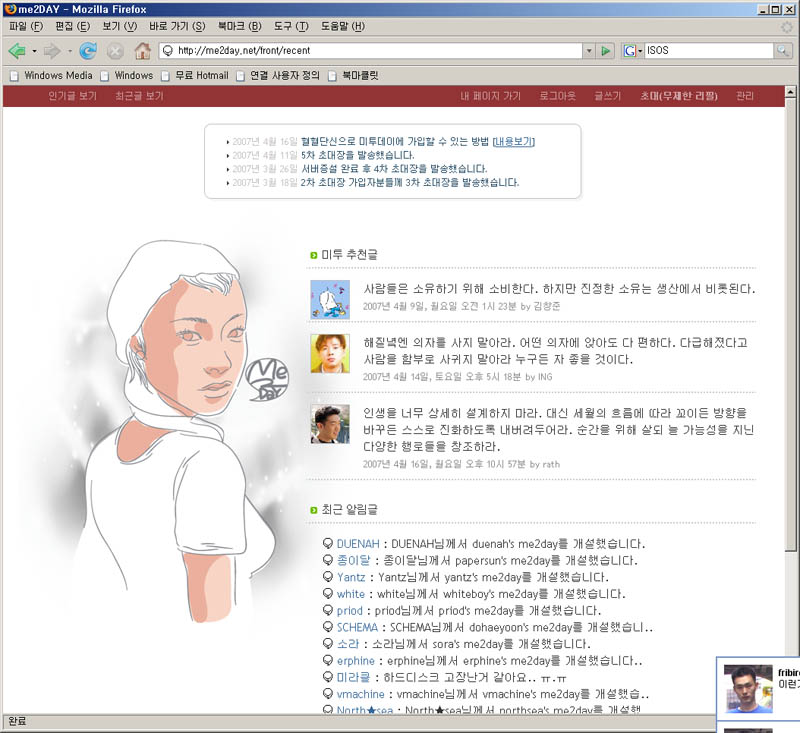 me2DAY - Mozilla Firefox
파일 (F) 편집 (E) 보기 (V) 바로 가기 (S) 북마크 (B) 도구 (T) 도움말 (H)
http://me2day.net/front/recent
ISOS
Windows Media Windows 무료 Hotmail 연결 사용자 정의 북마클릿
인기글 보기 최근글 보기 내 페이지 가기 로그아웃 글쓰기 초대(무제한 리필) 관리
2007년 4월 16일 혈혈단신으로 미투데이에 가입할 수 있는 방법 [내용보기]
2007년 4월 11일 5차 초대장을 발송했습니다.
2007년 3월 26일 서버증설 완료 후 4차 초대장을 발송했습니다.
2007년 3월 18일 2차 초대장 가입자분들께 3차 초대장을 발송했습니다.
Me
2
DAY
미투 추천글
사람들은 소유하기 위해 소비한다. 하지만 진정한 소유는 생산에서 비롯된다.
2007년 4월 9일, 월요일 오전 1시 23분 by 김창준
해질녘엔 의자를 사지 말아라. 어떤 의자에 앉아도 다 편하다. 다급해졌다고
사람을 함부로 사귀지 말아라 누구든 자 좋을 것이다.
2007년 4월 14일, 토요일 오후 5시 18분 by ING
인생을 너무 상세히 설계하지 마라. 대신 세월의 흐름에 따라 꼬이든 방향을
바꾸든 스스로 진화하도록 내버려두어라. 순간을 위해 살되 늘 가능성을 지닌
다양한 행로들을 창조하라.
2007년 4월 16일, 월요일 오후 10시 57분 by rath
최근 알림글
DUENAH : DUENAH님께서 duenah's me2day를 개설했습니다.
종이달 : 종이달님께서 papersun's me2day를 개설했습니다.
Yantz : Yantz님께서 yantz's me2day를 개설했습니다.
white : white님께서 whiteboy's me2day를 개설했습니다.
priod : priod님께서 priod's me2day를 개설했습니다.
SCHEMA : SCHEMA님께서 dohaeyoon's me2day를 개설했습니..
소라 : 소라님께서 sora's me2day를 개설했습니다.
erphine : erphine님께서 erphine's me2day를 개설했습니..
미라클 : 하드디스크 고장난거 같아요.. ㅠ.ㅠ
vmachine : vmachine님께서 vmachine's me2day를 개설했습..
North★sea : North★sea님께서 northsea's me2day를 개설했
fribir
이런
완료